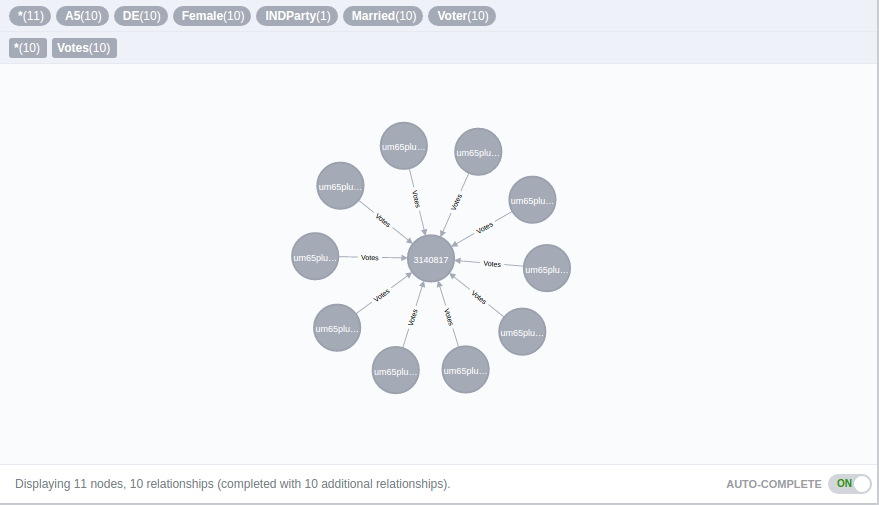 *(11) A5(10) DE(10) Female(10) INDParty(1) Married(10) Voter(10)
*(10) Votes(10)
um65plu...
um65plu...
um65plu...
um65plu...
Votes
Votes
Votes
Votes
um65plu...
Votes
3140817
Votes
um65plu...
Votes
Votes
um65plu...
Votes
Votes
um65plu...
um65plu...
um65plu...
Displaying 11 nodes, 10 relationships (completed with 10 additional relationships).
AUTO-COMPLETE ON